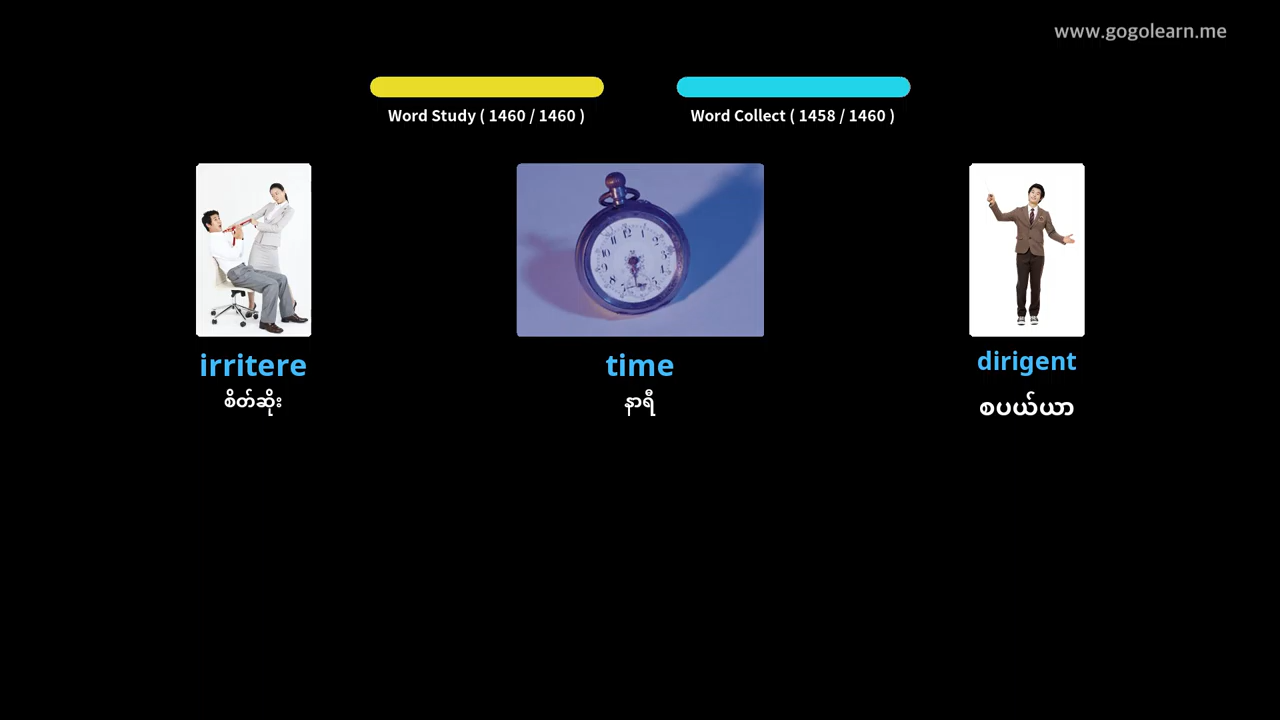 www.gogolearn.me
Word Study ( 1460 / 1460 )
Word Collect ( 1458 / 1460 )
irritere
time
dirigent
စိတ်ဆိုး
နာရီ
စပယ်ယာ